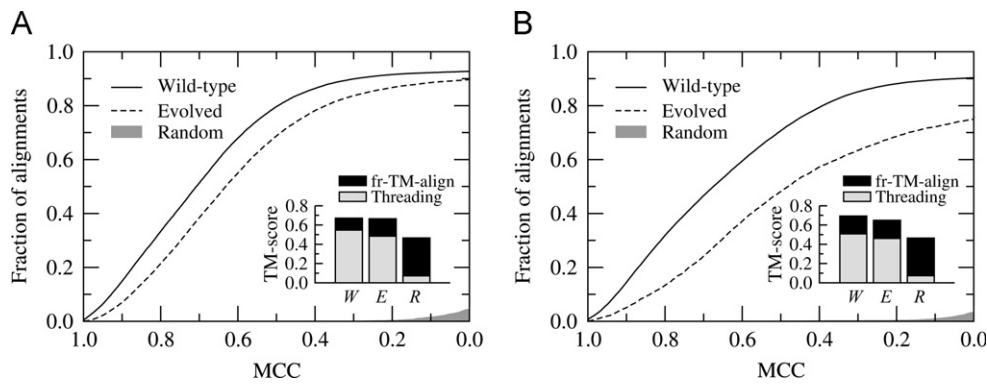 A
Fraction of alignments
1.0
0.8
0.6
0.4
0.2
0.0
Wild-type
Evolved
Random
fr-TM-align
Threading
TM-score
0.8
0.6
0.4
0.2
0.0
W E R
1.0 0.8 0.6 0.4 0.2 0.0
MCC
B
Fraction of alignments
1.0
0.8
0.6
0.4
0.2
0.0
Wild-type
Evolved
Random
fr-TM-align
Threading
TM-score
0.8
0.6
0.4
0.2
0.0
W E R
1.0 0.8 0.6 0.4 0.2 0.0
MCC